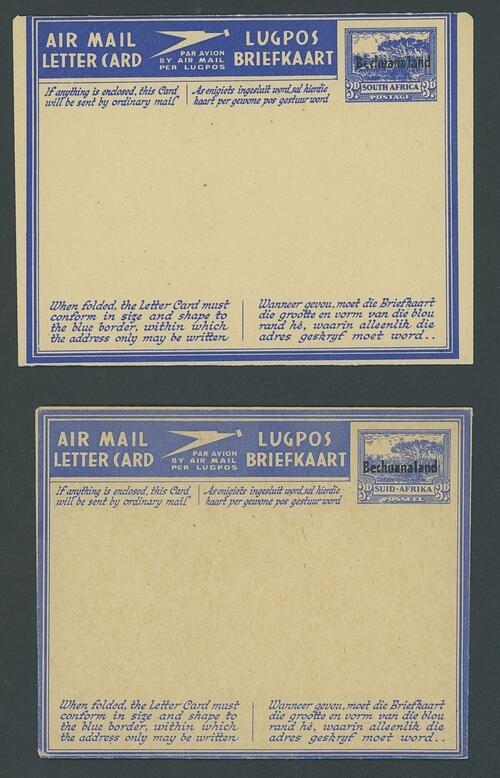 AIR MAIL
LETTER CARD
PAR AVION
BY AIR MAIL
PER LUGPOS
LUGPOS
BRIEFKAART
Bechuanaland
3D SOUTH AFRICA 3D
POSTAGE
If anything is enclosed, this Card
will be sent by ordinary mail
As enigiets ingesluit word, sal hierdie
kaart per gewone pos gestuur word
When folded, the Letter Card must
conform in size and shape to
the blue border, within which
the address only may be written
Wanneer gevou, moet die Briefkaart
die grootte en vorm van die blou
rand hê, waarin alleenlik die
adres geskryf moet word..
AIR MAIL
LETTER CARD
PAR AVION
BY AIR MAIL
PER LUGPOS
LUGPOS
BRIEFKAART
Bechuanaland
3D SUID-AFRIKA 3D
POSSEEL
If anything is enclosed, this Card
will be sent by ordinary mail
As enigiets ingesluit word, sal hierdie
kaart per gewone pos gestuur word
When folded, the Letter Card must
conform in size and shape to
the blue border, within which
the address only may be written
Wanneer gevou, moet die Briefkaart
die grootte en vorm van die blou
rand hê, waarin alleenlik die
adres geskryf moet word..